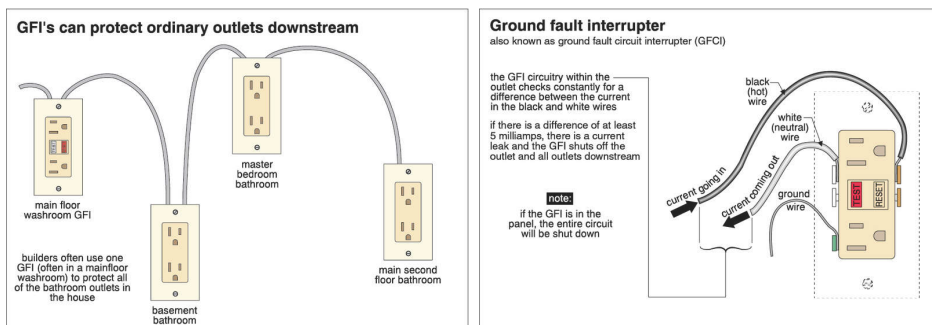 GFI's can protect ordinary outlets downstream
main floor
washroom GFI
master
bedroom
bathroom
main second
floor bathroom
basement
bathroom
builders often use one
GFI (often in a mainfloor
washroom) to protect all
of the bathroom outlets in
the house
Ground fault interrupter
also known as ground fault circuit interrupter (GFCI)
the GFI circuitry within the
outlet checks constantly for a
difference between the current
in the black and white wires
if there is a difference of at least
5 milliamps, there is a current
leak and the GFI shuts off the
outlet and all outlets downstream
note:
if the GFI is in the
panel, the entire circuit
will be shut down
black
(hot)
wire
white
(neutral)
wire
current going in
current coming out
ground
wire
TEST
RESET